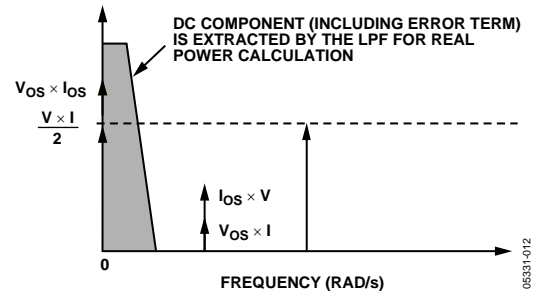 DC COMPONENT (INCLUDING ERROR TERM)
IS EXTRACTED BY THE LPF FOR REAL
POWER CALCULATION
VOS × IOS
V × I
2
IOS × V
VOS × I
0
FREQUENCY (RAD/s)
05331-012